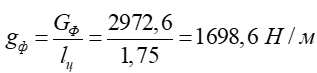 g_ф = G_Ф / l_ц = 2972,6 / 1,75 = 1698,6 Н / м